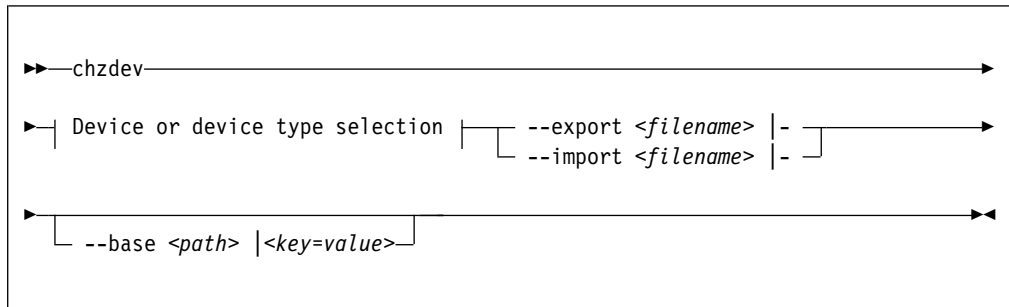 chzdev
Device or device type selection
--export <filename> |-
--import <filename> |-
--base <path> |<key=value>